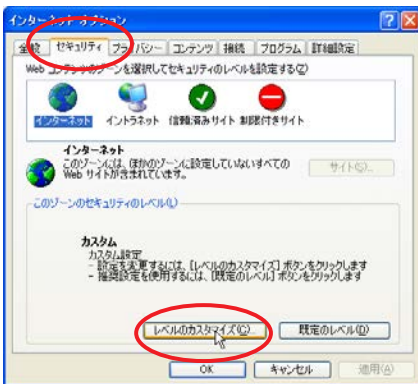 インターネット オプション
全般 セキュリティ プライバシー コンテンツ 接続 プログラム 詳細設定
Web コンテンツのゾーンを選択してセキュリティのレベルを設定する(Z)
インターネット イントラネット 信頼済みサイト 制限付きサイト
インターネット
このゾーンには、ほかのゾーンに設定していないすべての
Web サイトが含まれています。
サイト(S)...
このゾーンのセキュリティのレベル(L)
カスタム
カスタム設定
- 設定を変更するには、[レベルのカスタマイズ] ボタンをクリックします
- 推奨設定を使用するには、[既定のレベル] ボタンをクリックします
レベルのカスタマイズ(C)... 既定のレベル(D)
OK キャンセル 適用(A)